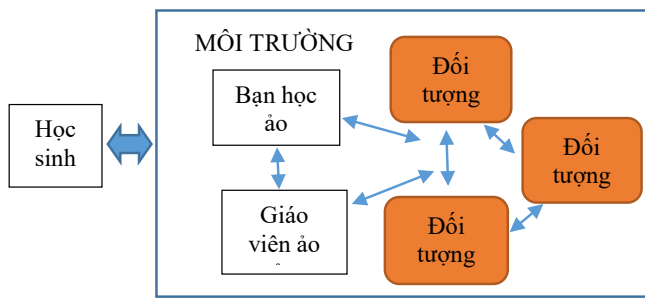 MÔI TRƯỜNG
Bạn học
ảo
Đối
tượng
Học
sinh
Đối
tượng
Giáo
viên ảo
Đối
tượng